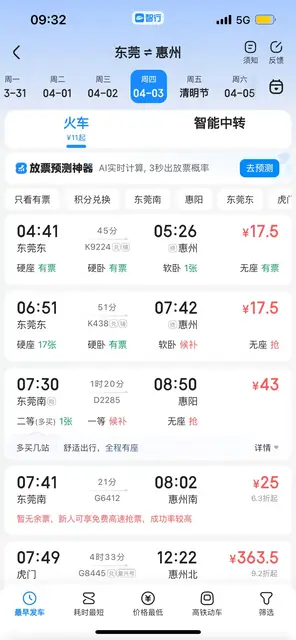 09:32
智行
5G
东莞 ⇌ 惠州
须知
反馈
周一 周二 周三 周四 周五 周六
3-31 04-01 04-02 04-03 清明节 04-05
火车
¥11起
智能中转
放票预测神器 AI实时计算, 3秒出放票概率 去预测
只看有票 积分兑换 东莞南 惠阳 东莞东 虎门
04:41 45分 05:26 ¥17.5
东莞东 K9224 惠州
硬座 有票 硬卧 有票 软卧 1张 无座 有票
06:51 51分 07:42 ¥17.5
东莞东 K438 惠州
硬座 17张 硬卧 有票 软卧 候补 无座 抢
07:30 1时20分 08:50 ¥43
东莞南 D2285 惠阳
二等(多买) 1张 一等 候补 无座 抢
多买几站 舒适出行，全程有座 详情
07:41 21分 08:02 ¥25
东莞南 G6412 惠州南 6.3折起
暂无余票，新人可享免费高速抢票，成功率较高
07:49 4时33分 12:22 ¥363.5
虎门 G8445 复兴号 惠州北 9.2折起
最早发车 耗时最短 价格最低 高铁动车 筛选